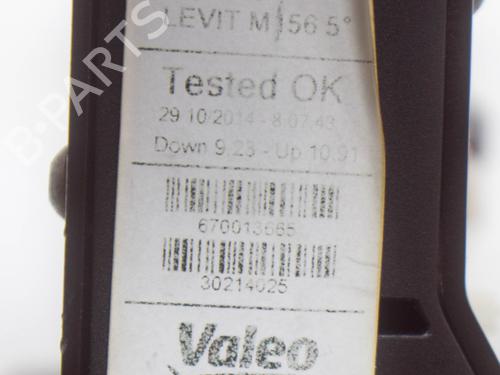 LEVIT M 56 5°
Tested OK
29 10 2014 - 8:07:43
Down 9,23 - Up 10,91
670013665
30214025
Valeo
B-PARTS